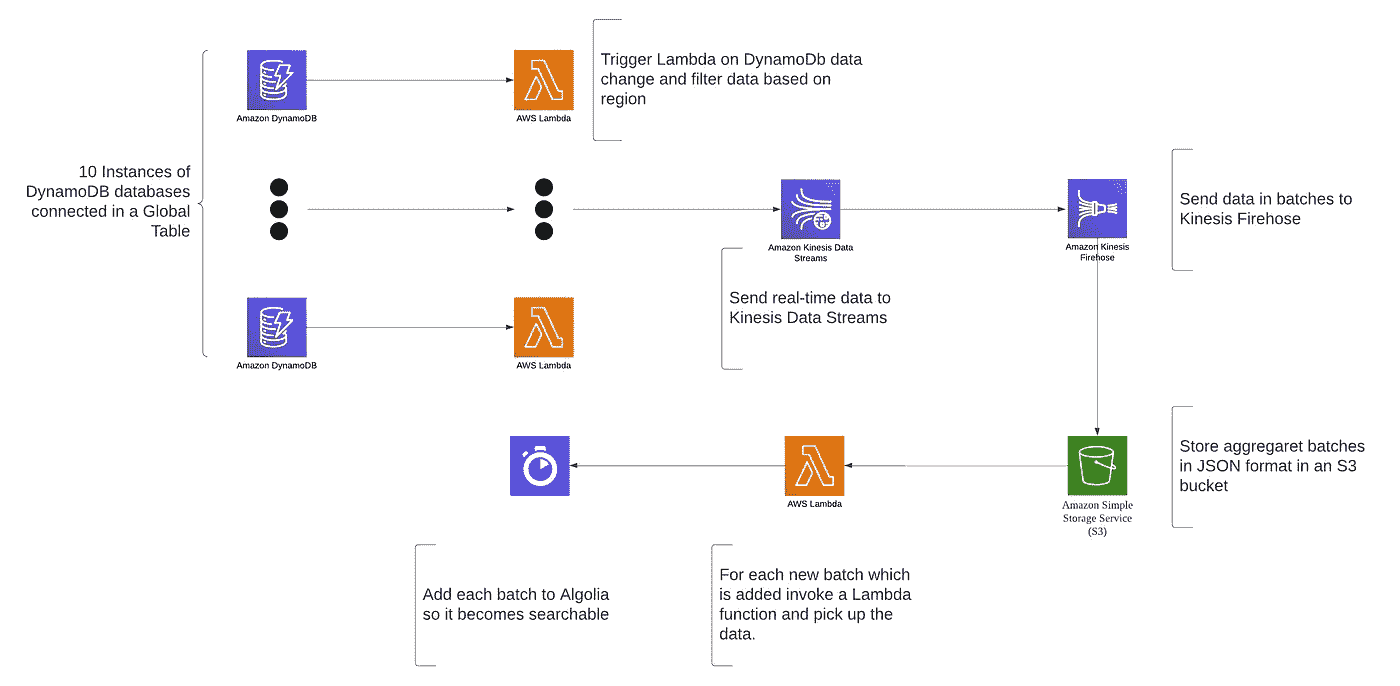 Trigger Lambda on DynamoDb data
change and filter data based on
region
Amazon DynamoDB
AWS Lambda
10 Instances of
DynamoDB databases
connected in a Global
Table
Send data in batches to
Kinesis Firehose
Amazon Kinesis Data
Streams
Amazon Kinesis
Firehose
Send real-time data to
Kinesis Data Streams
Amazon DynamoDB
AWS Lambda
Store aggregaret batches
in JSON format in an S3
bucket
AWS Lambda
Amazon Simple
Storage Service
(S3)
Add each batch to Algolia
so it becomes searchable
For each new batch which
is added invoke a Lambda
function and pick up the
data.